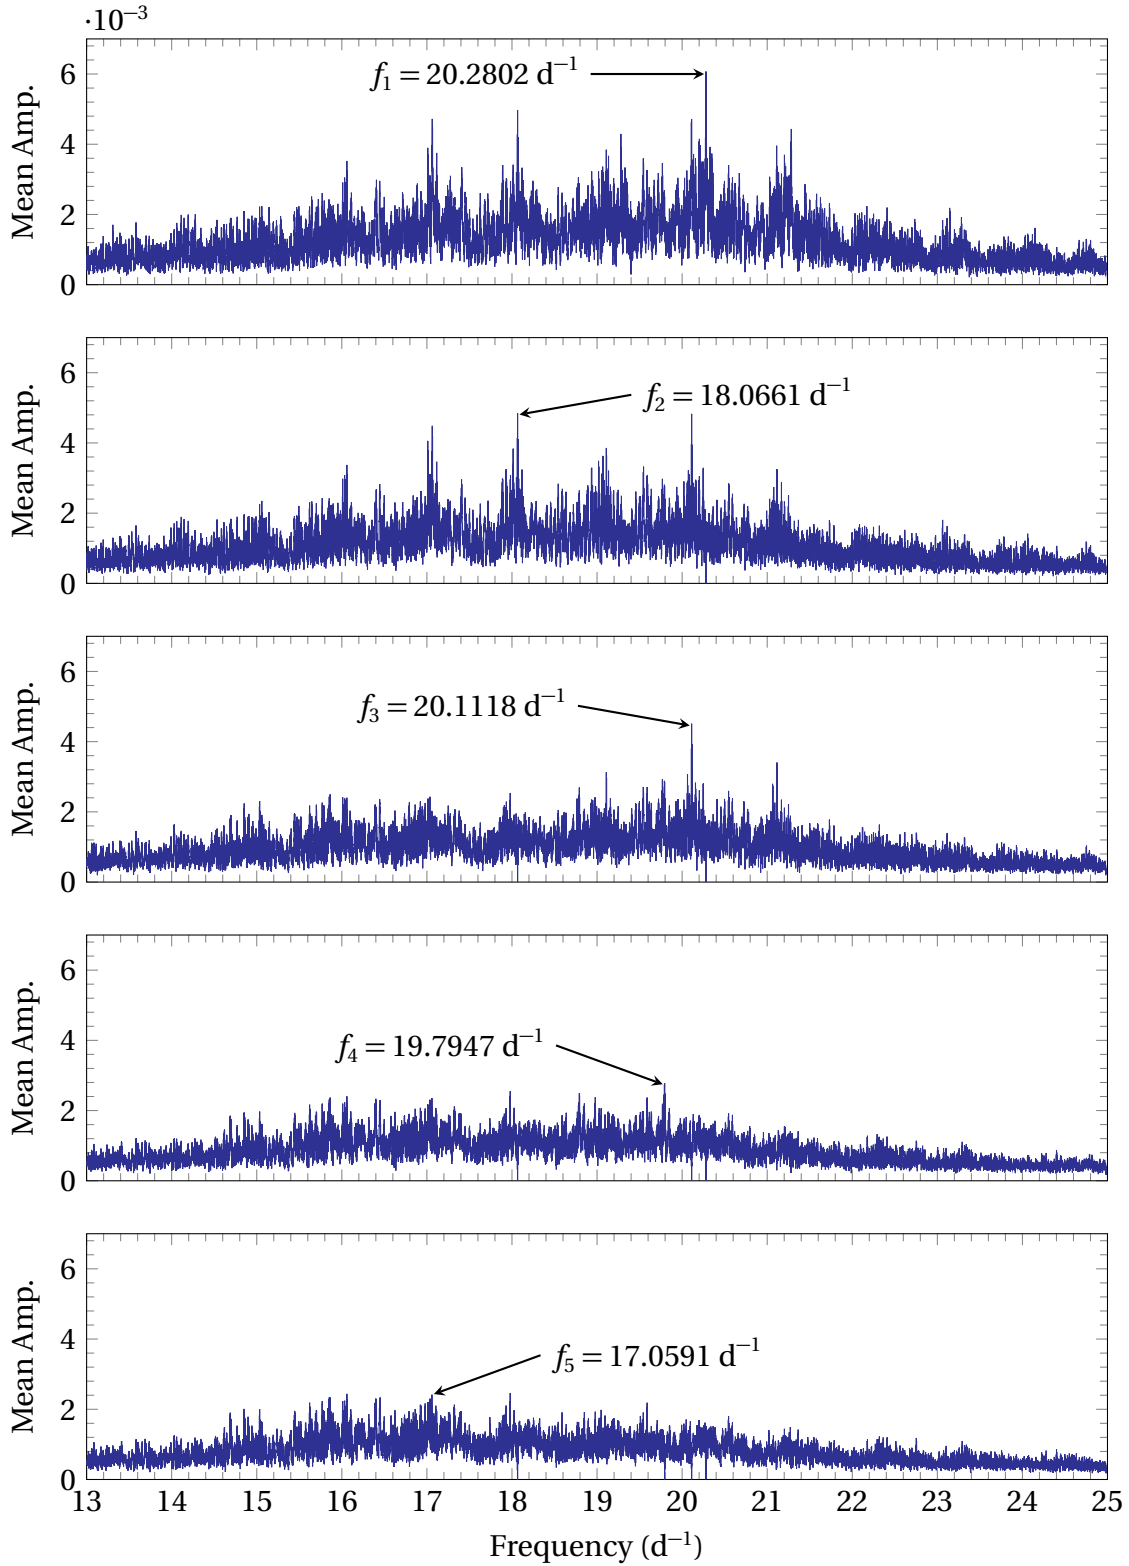 ·10⁻³
6
4
2
0
Mean Amp.
f₁ = 20.2802 d⁻¹
6
4
2
0
Mean Amp.
f₂ = 18.0661 d⁻¹
6
4
2
0
Mean Amp.
f₃ = 20.1118 d⁻¹
6
4
2
0
Mean Amp.
f₄ = 19.7947 d⁻¹
6
4
2
0
Mean Amp.
f₅ = 17.0591 d⁻¹
13 14 15 16 17 18 19 20 21 22 23 24 25
Frequency (d⁻¹)